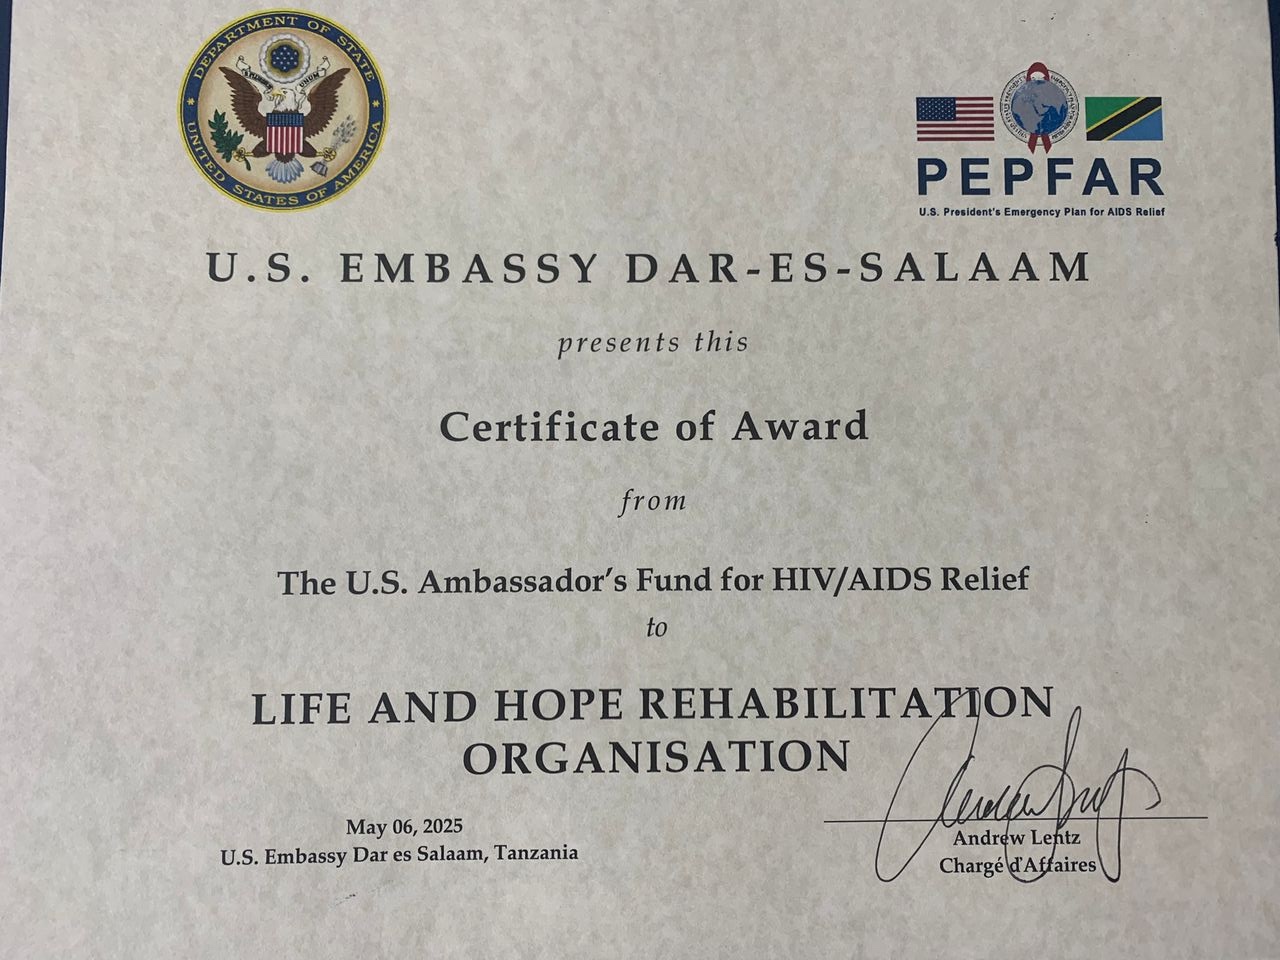 DEPARTMENT OF STATE
UNITED STATES OF AMERICA
PEPFAR
U.S. President's Emergency Plan for AIDS Relief
U.S. EMBASSY DAR-ES-SALAAM
presents this
Certificate of Award
from
The U.S. Ambassador's Fund for HIV/AIDS Relief
to
LIFE AND HOPE REHABILITATION
ORGANISATION
May 06, 2025
U.S. Embassy Dar es Salaam, Tanzania
Andrew Lentz
Chargé d'Affaires